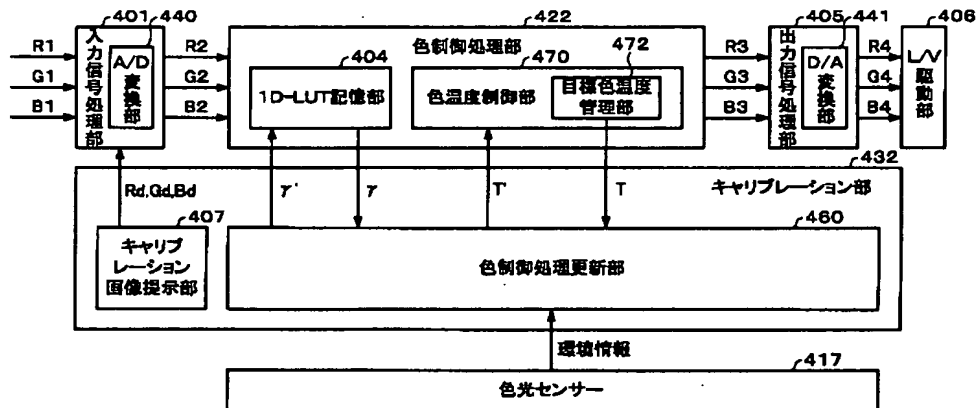 401
440
422
405
441
406
R1
G1
B1
入力信号処理部
A/D
変換部
R2
G2
B2
色制御処理部
404
1D-LUT記憶部
470
色温度制御部
472
目標色温度
管理部
R3
G3
B3
出力信号処理部
D/A
変換部
R4
G4
B4
L/V
駆動部
432
キャリブレーション部
Rd,Gd,Bd
γ'
γ
T'
T
407
キャリブ
レーション
画像提示部
460
色制御処理更新部
環境情報
417
色光センサー